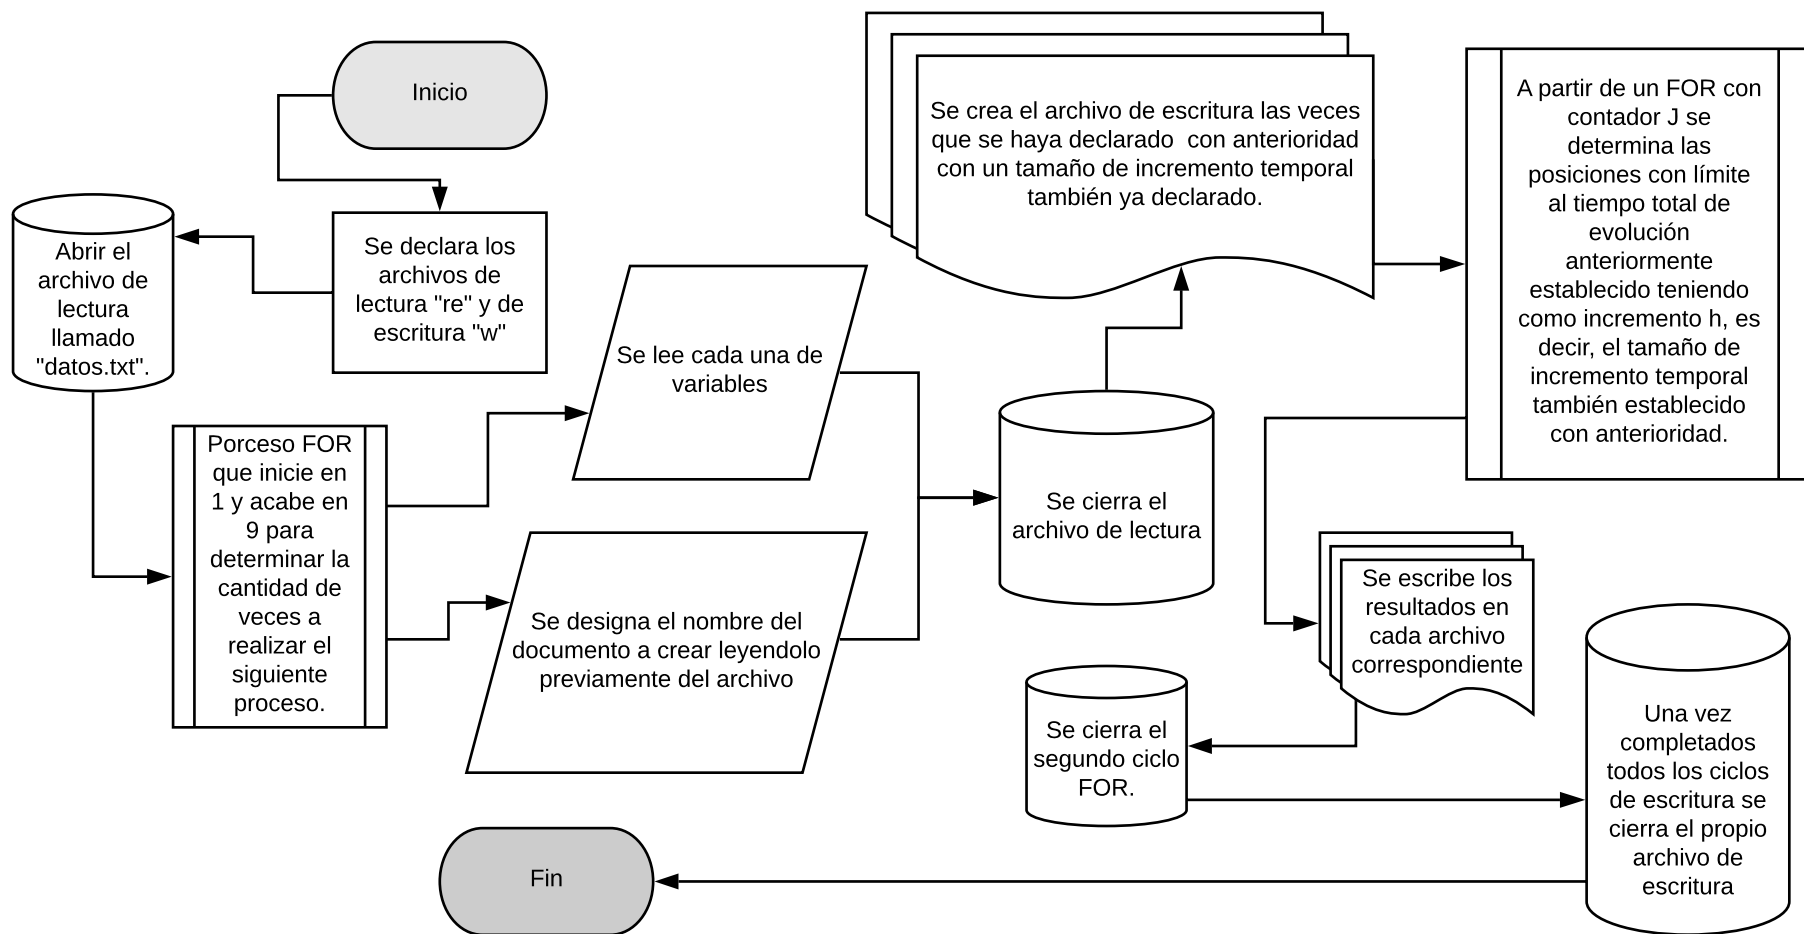 Inicio
Se declara los
archivos de
lectura "re" y de
escritura "w"
Abrir el
archivo de
lectura
llamado
"datos.txt".
Porceso FOR
que inicie en
1 y acabe en
9 para
determinar la
cantidad de
veces a
realizar el
siguiente
proceso.
Se lee cada una de
variables
Se designa el nombre del
documento a crear leyendolo
previamente del archivo
Se cierra el
archivo de lectura
Se crea el archivo de escritura las veces
que se haya declarado  con anterioridad
con un tamaño de incremento temporal
también ya declarado.
A partir de un FOR con
contador J se
determina las
posiciones con límite
al tiempo total de
evolución
anteriormente
establecido teniendo
como incremento h, es
decir, el tamaño de
incremento temporal
también establecido
con anterioridad.
Se escribe los
resultados en
cada archivo
correspondiente
Se cierra el
segundo ciclo
FOR.
Una vez
completados
todos los ciclos
de escritura se
cierra el propio
archivo de
escritura
Fin